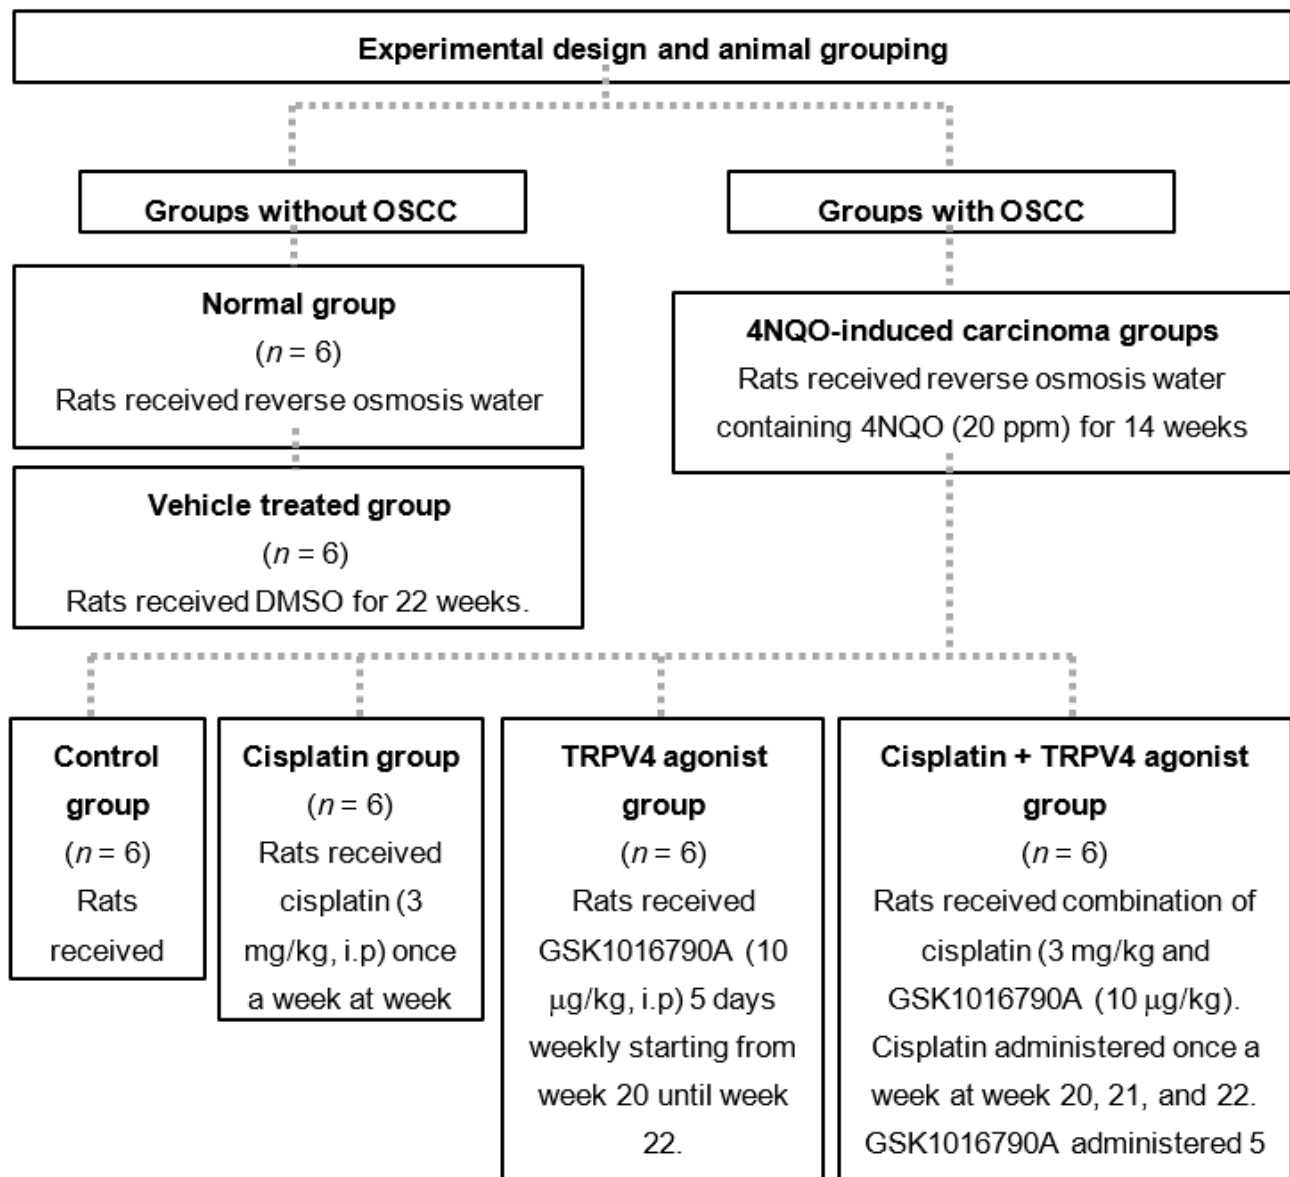 Experimental design and animal grouping
Groups without OSCC
Groups with OSCC
Normal group
(n = 6)
Rats received reverse osmosis water
Vehicle treated group
(n = 6)
Rats received DMSO for 22 weeks.
4NQO-induced carcinoma groups
Rats received reverse osmosis water
containing 4NQO (20 ppm) for 14 weeks
Control
group
(n = 6)
Rats
received
Cisplatin group
(n = 6)
Rats received
cisplatin (3
mg/kg, i.p) once
a week at week
TRPV4 agonist
group
(n = 6)
Rats received
GSK1016790A (10
µg/kg, i.p) 5 days
weekly starting from
week 20 until week
22.
Cisplatin + TRPV4 agonist
group
(n = 6)
Rats received combination of
cisplatin (3 mg/kg and
GSK1016790A (10 µg/kg).
Cisplatin administered once a
week at week 20, 21, and 22.
GSK1016790A administered 5